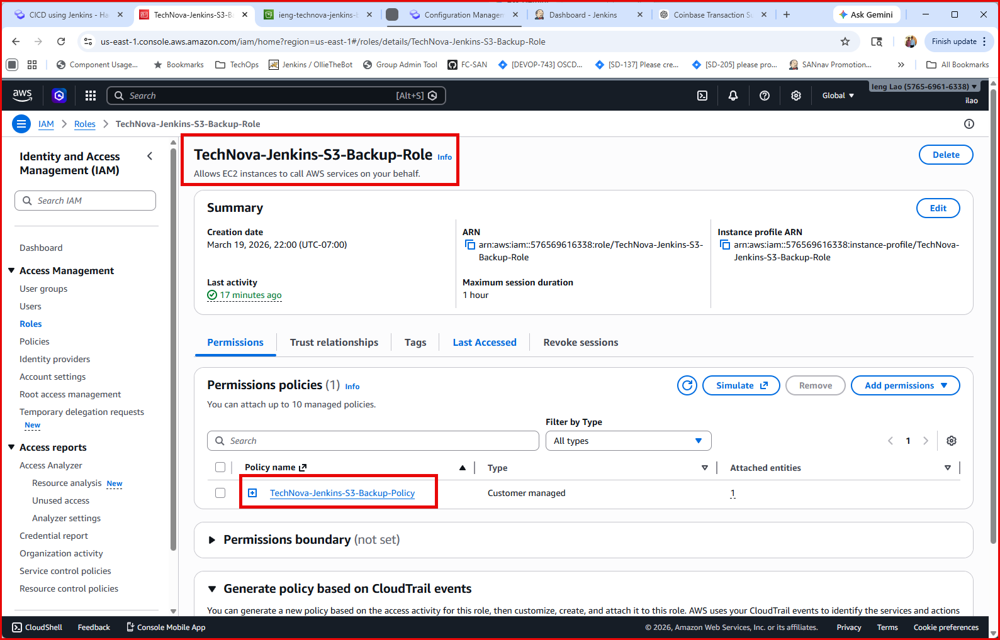 CICD using Jenkins - Ha
TechNova-Jenkins-S3-Ba
ieng-technova-jenkins-b
Configuration Managem
Dashboard - Jenkins
Coinbase Transaction Su
Ask Gemini
us-east-1.console.aws.amazon.com/iam/home?region=us-east-1#/roles/details/TechNova-Jenkins-S3-Backup-Role
Finish update
Component Usage...
Bookmarks
TechOps
Jenkins / OllieTheBot
Group Admin Tool
FC-SAN
[DEVOP-743] OSCD...
[SD-137] Please cre...
[SD-205] please pro...
SANnav Promotion...
All Bookmarks
aws
Search
[Alt+S]
Global
Ieng Lao (5765-6961-6338)
ilao
IAM
Roles
TechNova-Jenkins-S3-Backup-Role
Identity and Access
Management (IAM)
Search IAM
Dashboard
Access Management
User groups
Users
Roles
Policies
Identity providers
Account settings
Root access management
Temporary delegation requests
New
Access reports
Access Analyzer
Resource analysis New
Unused access
Analyzer settings
Credential report
Organization activity
Service control policies
Resource control policies
TechNova-Jenkins-S3-Backup-Role Info
Allows EC2 instances to call AWS services on your behalf.
Delete
Summary
Edit
Creation date
March 19, 2026, 22:00 (UTC-07:00)
Last activity
17 minutes ago
ARN
arn:aws:iam::576569616338:role/TechNova-Jenkins-S3-
Backup-Role
Maximum session duration
1 hour
Instance profile ARN
arn:aws:iam::576569616338:instance-profile/TechNova-
Jenkins-S3-Backup-Role
Permissions
Trust relationships
Tags
Last Accessed
Revoke sessions
Permissions policies (1) Info
You can attach up to 10 managed policies.
Simulate
Remove
Add permissions
Filter by Type
Search
All types
1
Policy name
Type
Attached entities
TechNova-Jenkins-S3-Backup-Policy
Customer managed
1
Permissions boundary (not set)
Generate policy based on CloudTrail events
You can generate a new policy based on the access activity for this role, then customize, create, and attach it to this role. AWS uses your CloudTrail events to identify the services and actions
CloudShell
Feedback
Console Mobile App
© 2026, Amazon Web Services, Inc. or its affiliates.
Privacy
Terms
Cookie preferences